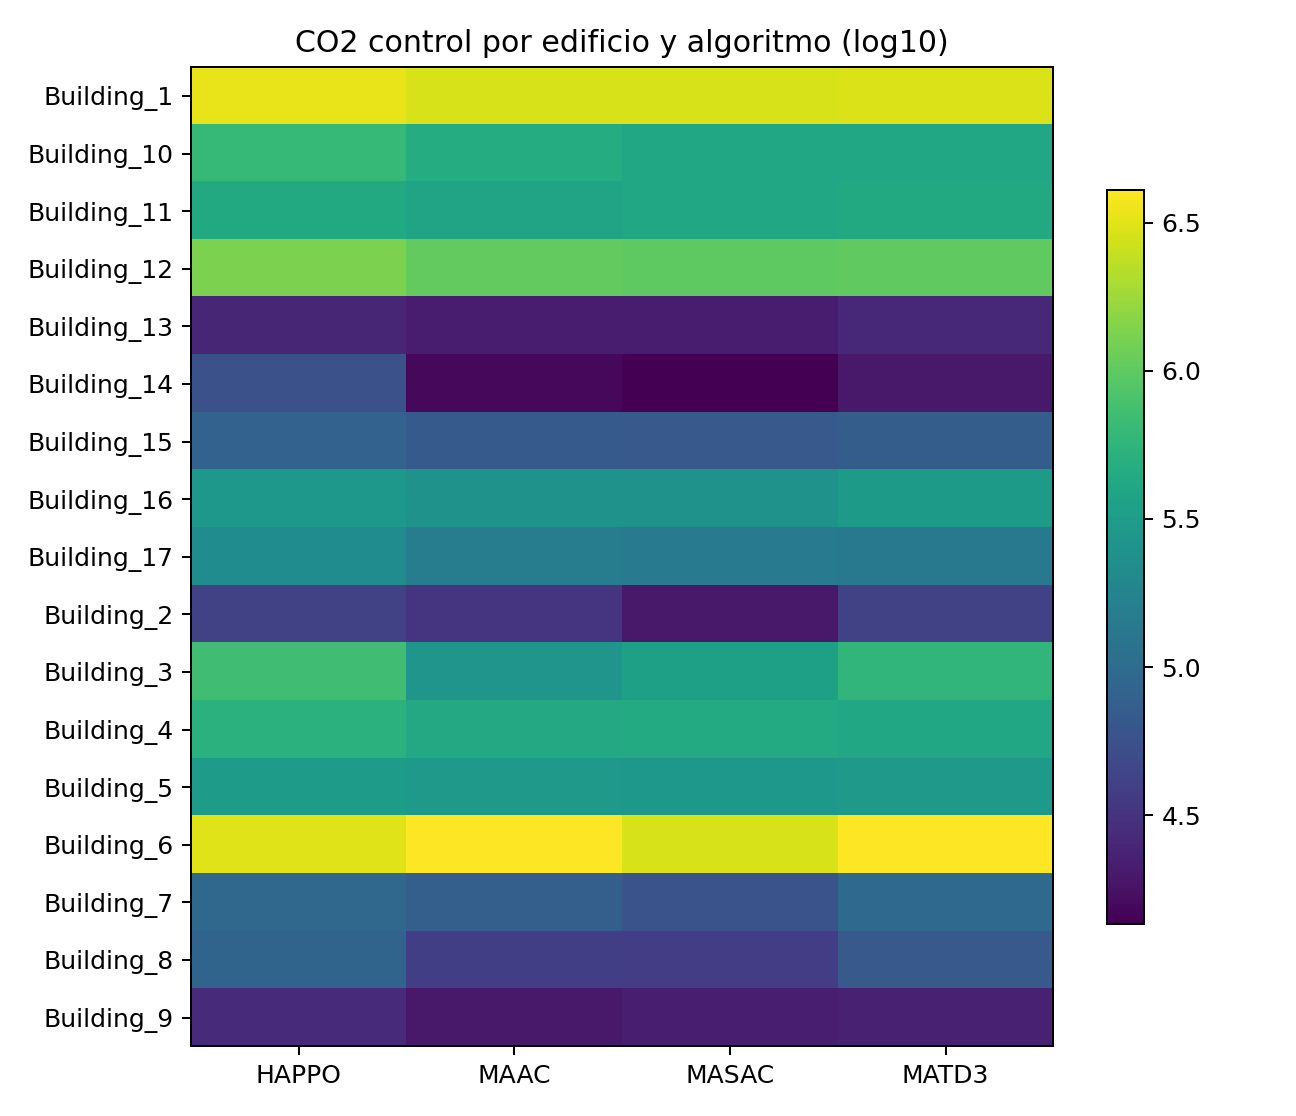 CO2 control por edificio y algoritmo (log10)
Building_1
Building_10
Building_11
Building_12
Building_13
Building_14
Building_15
Building_16
Building_17
Building_2
Building_3
Building_4
Building_5
Building_6
Building_7
Building_8
Building_9
HAPPO MAAC MASAC MATD3
6.5
6.0
5.5
5.0
4.5